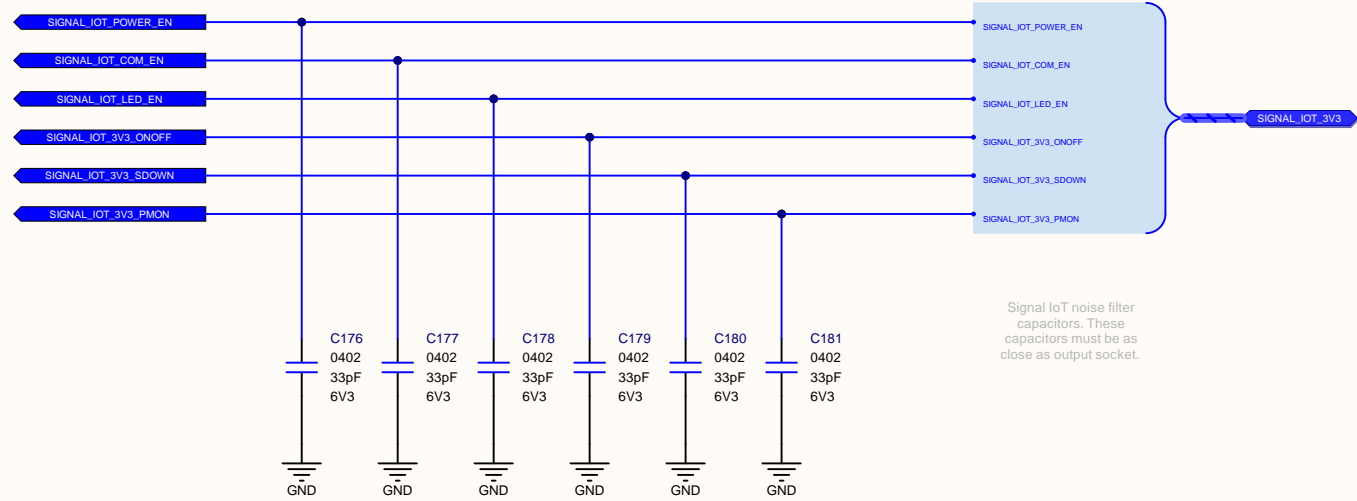 SIGNAL_IOT_POWER_EN
SIGNAL_IOT_COM_EN
SIGNAL_IOT_LED_EN
SIGNAL_IOT_3V3_ONOFF
SIGNAL_IOT_3V3_SDOWN
SIGNAL_IOT_3V3_PMON
SIGNAL_IOT_POWER_EN
SIGNAL_IOT_COM_EN
SIGNAL_IOT_LED_EN
SIGNAL_IOT_3V3_ONOFF
SIGNAL_IOT_3V3_SDOWN
SIGNAL_IOT_3V3_PMON
SIGNAL_IOT_3V3
Signal IoT noise filter
capacitors. These
capacitors must be as
close as output socket.
C176
0402
33pF
6V3
C177
0402
33pF
6V3
C178
0402
33pF
6V3
C179
0402
33pF
6V3
C180
0402
33pF
6V3
C181
0402
33pF
6V3
GND
GND
GND
GND
GND
GND